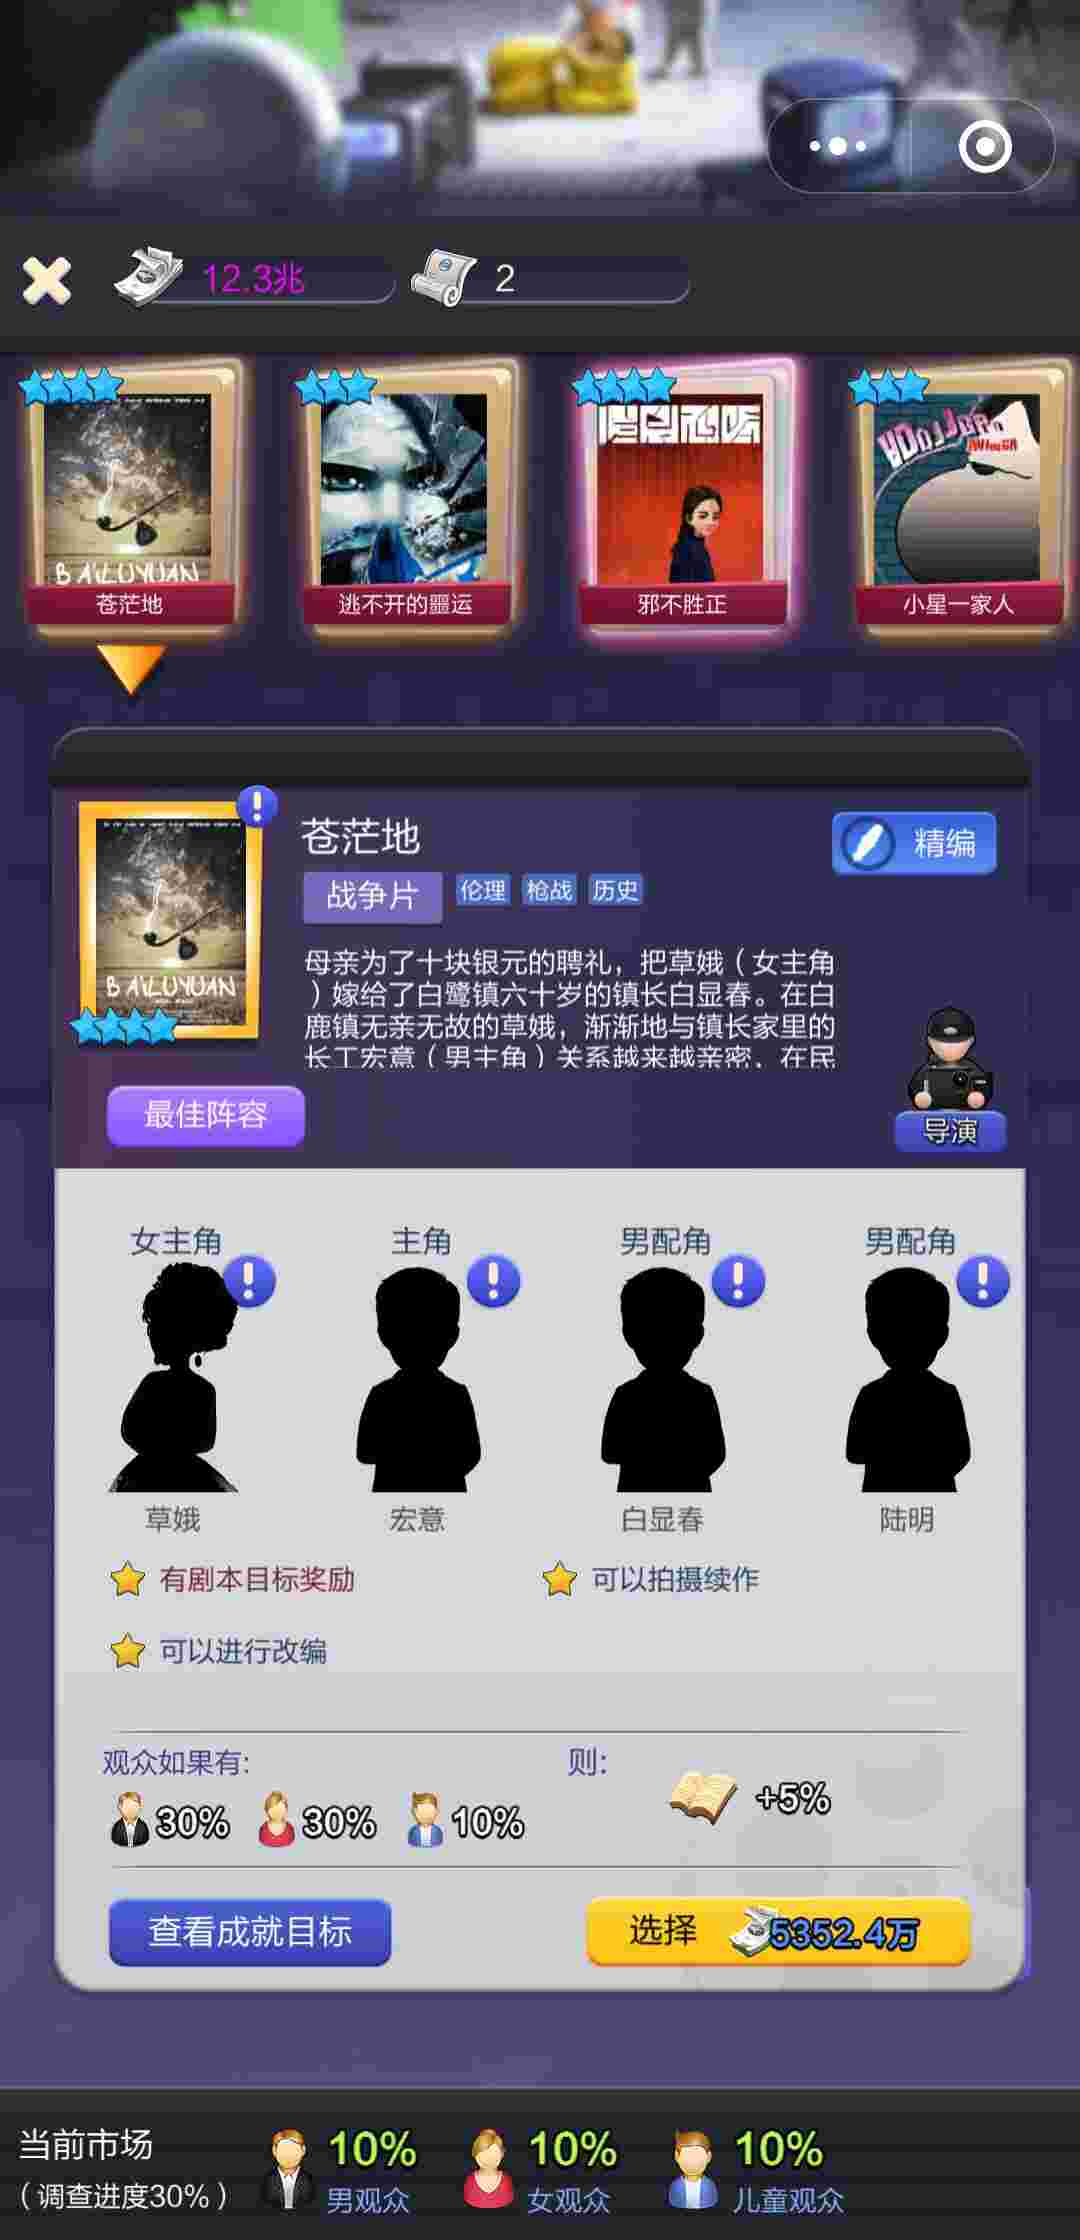 12.3兆
2
BAILUYUAN
苍茫地
逃不开的噩运
邪不胜正
小星一家人
苍茫地
精编
战争片
伦理
枪战
历史
母亲为了十块银元的聘礼，把草娥（女主角
）嫁给了白鹭镇六十岁的镇长白显春。在白
鹿镇无亲无故的草娥，渐渐地与镇长家里的
长工宏意（男主角）关系越来越亲密，在民
BAILUYUAN
最佳阵容
导演
女主角
主角
男配角
男配角
草娥
宏意
白显春
陆明
有剧本目标奖励
可以拍摄续作
可以进行改编
观众如果有:
则:
30%
30%
10%
+5%
查看成就目标
选择
5352.4万
当前市场
（调查进度30%）
10%
男观众
10%
女观众
10%
儿童观众